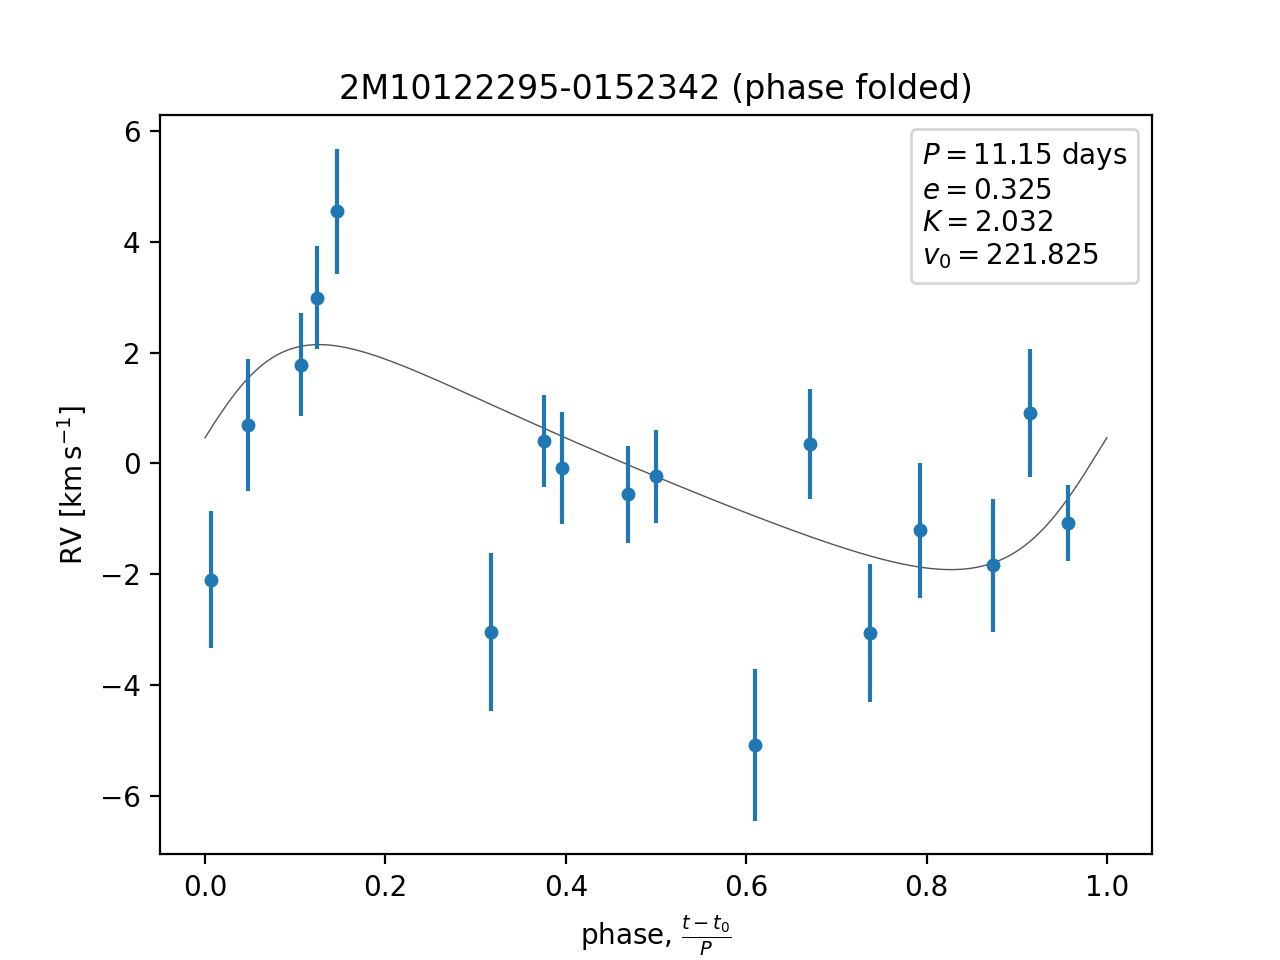 2M10122295-0152342 (phase folded)
P = 11.15 days
e = 0.325
K = 2.032
v₀ = 221.825
RV [km s⁻¹]
6
4
2
0
−2
−4
−6
0.0 0.2 0.4 0.6 0.8 1.0
phase, (t − t₀)/P